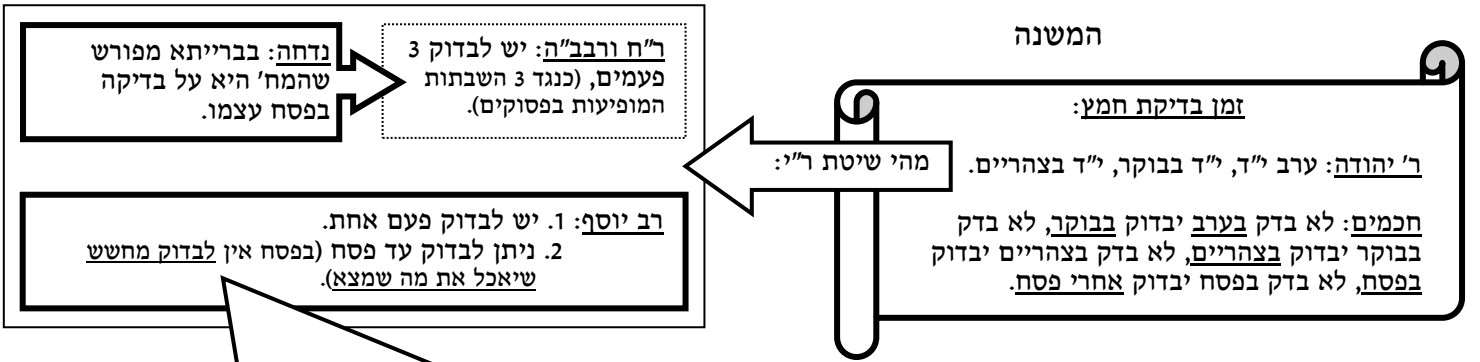 המשנה
זמן בדיקת חמץ:
ר' יהודה: ערב י"ד, י"ד בבוקר, י"ד בצהריים.
חכמים: לא בדק בערב יבדוק בבוקר, לא בדק
בבוקר יבדוק בצהריים, לא בדק בצהריים יבדוק
בפסח, לא בדק בפסח יבדוק אחרי פסח.
מהי שיטת ר"י:
ר"ח ורבב"ה: יש לבדוק 3
פעמים, (כנגד 3 השבתות
המופיעות בפסוקים).
נדחה: בברייתא מפורש
שהמח' היא על בדיקה
בפסח עצמו.
רב יוסף: 1. יש לבדוק פעם אחת.
2. ניתן לבדוק עד פסח (בפסח אין לבדוק מחשש
שיאכל את מה שמצא).